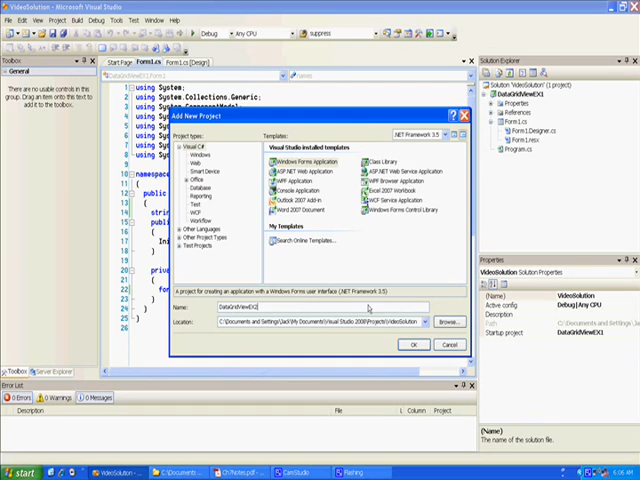 VideoSolution - Microsoft Visual Studio
File Edit View Project Build Debug Tools Test Window Help
Debug Any CPU suppress
Toolbox
General
There are no usable controls in this
group. Drag an item onto this text to
add it to the toolbox.
Start Page Form1.cs Form1.cs [Design]
DataGridViewEX1.Form1 names
1 using System;
2 using System.Collections.Generic;
Add New Project
Project types: Templates: .NET Framework 3.5
Visual C#
Windows
Web
Smart Device
Office
Database
Reporting
Test
WCF
Workflow
Other Languages
Other Project Types
Test Projects
Visual Studio installed templates
Windows Forms Application Class Library
ASP.NET Web Application ASP.NET Web Service Application
WPF Application WPF Browser Application
Console Application Excel 2007 Workbook
Outlook 2007 Add-in WCF Service Application
Word 2007 Document Windows Forms Control Library
My Templates
Search Online Templates...
A project for creating an application with a Windows Forms user interface (.NET Framework 3.5)
Name: DataGridViewEX2
Location: C:\Documents and Settings\Jack\My Documents\Visual Studio 2008\Projects\VideoSolution Browse...
OK Cancel
Solution Explorer
Solution 'VideoSolution' (1 project)
DataGridViewEX1
Properties
References
Form1.cs
Form1.Designer.cs
Form1.resx
Program.cs
Properties
VideoSolution Solution Properties
(Name) VideoSolution
Active config Debug|Any CPU
Description
Path
Startup project DataGridViewEX1
(Name)
The name of the solution file.
Toolbox Server Explorer
Error List
0 Errors 0 Warnings 0 Messages
Description File L C Project
start VideoSolution - Micr... C:\Documents ... Ch7Notes.pdf - ... CamStudio Flashing 6:06 AM